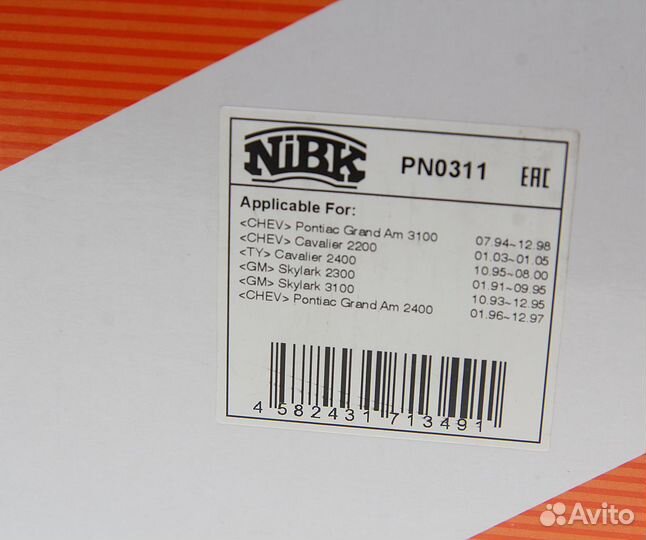 NiBK
PN0311
EAC
Applicable For:
<CHEV> Pontiac Grand Am 3100 07.94~12.98
<CHEV> Cavalier 2200 01.03~01.05
<TY> Cavalier 2400 10.95~08.00
<GM> Skylark 2300 01.91~09.95
<GM> Skylark 3100 10.93~12.95
<CHEV> Pontiac Grand Am 2400 01.96~12.97
4 582431 713491
Avito